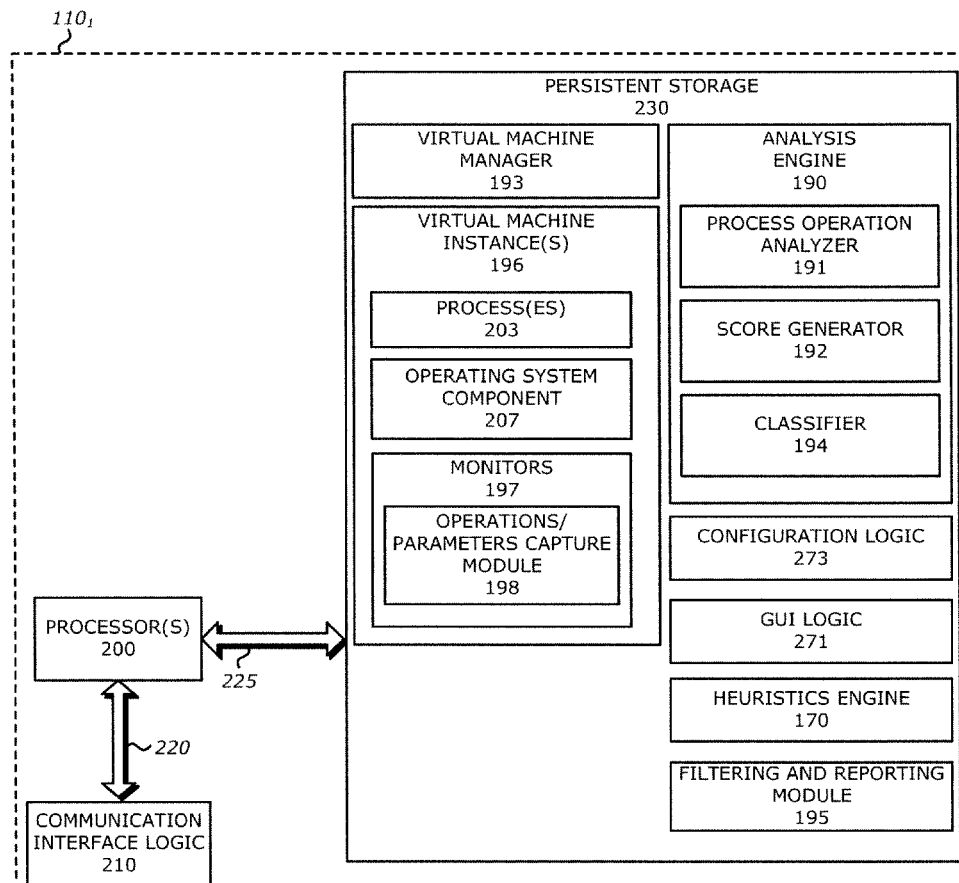 110₁
PERSISTENT STORAGE
230
VIRTUAL MACHINE
MANAGER
193
VIRTUAL MACHINE
INSTANCE(S)
196
PROCESS(ES)
203
OPERATING SYSTEM
COMPONENT
207
MONITORS
197
OPERATIONS/
PARAMETERS CAPTURE
MODULE
198
ANALYSIS
ENGINE
190
PROCESS OPERATION
ANALYZER
191
SCORE GENERATOR
192
CLASSIFIER
194
CONFIGURATION LOGIC
273
GUI LOGIC
271
HEURISTICS ENGINE
170
FILTERING AND REPORTING
MODULE
195
PROCESSOR(S)
200
225
220
COMMUNICATION
INTERFACE LOGIC
210